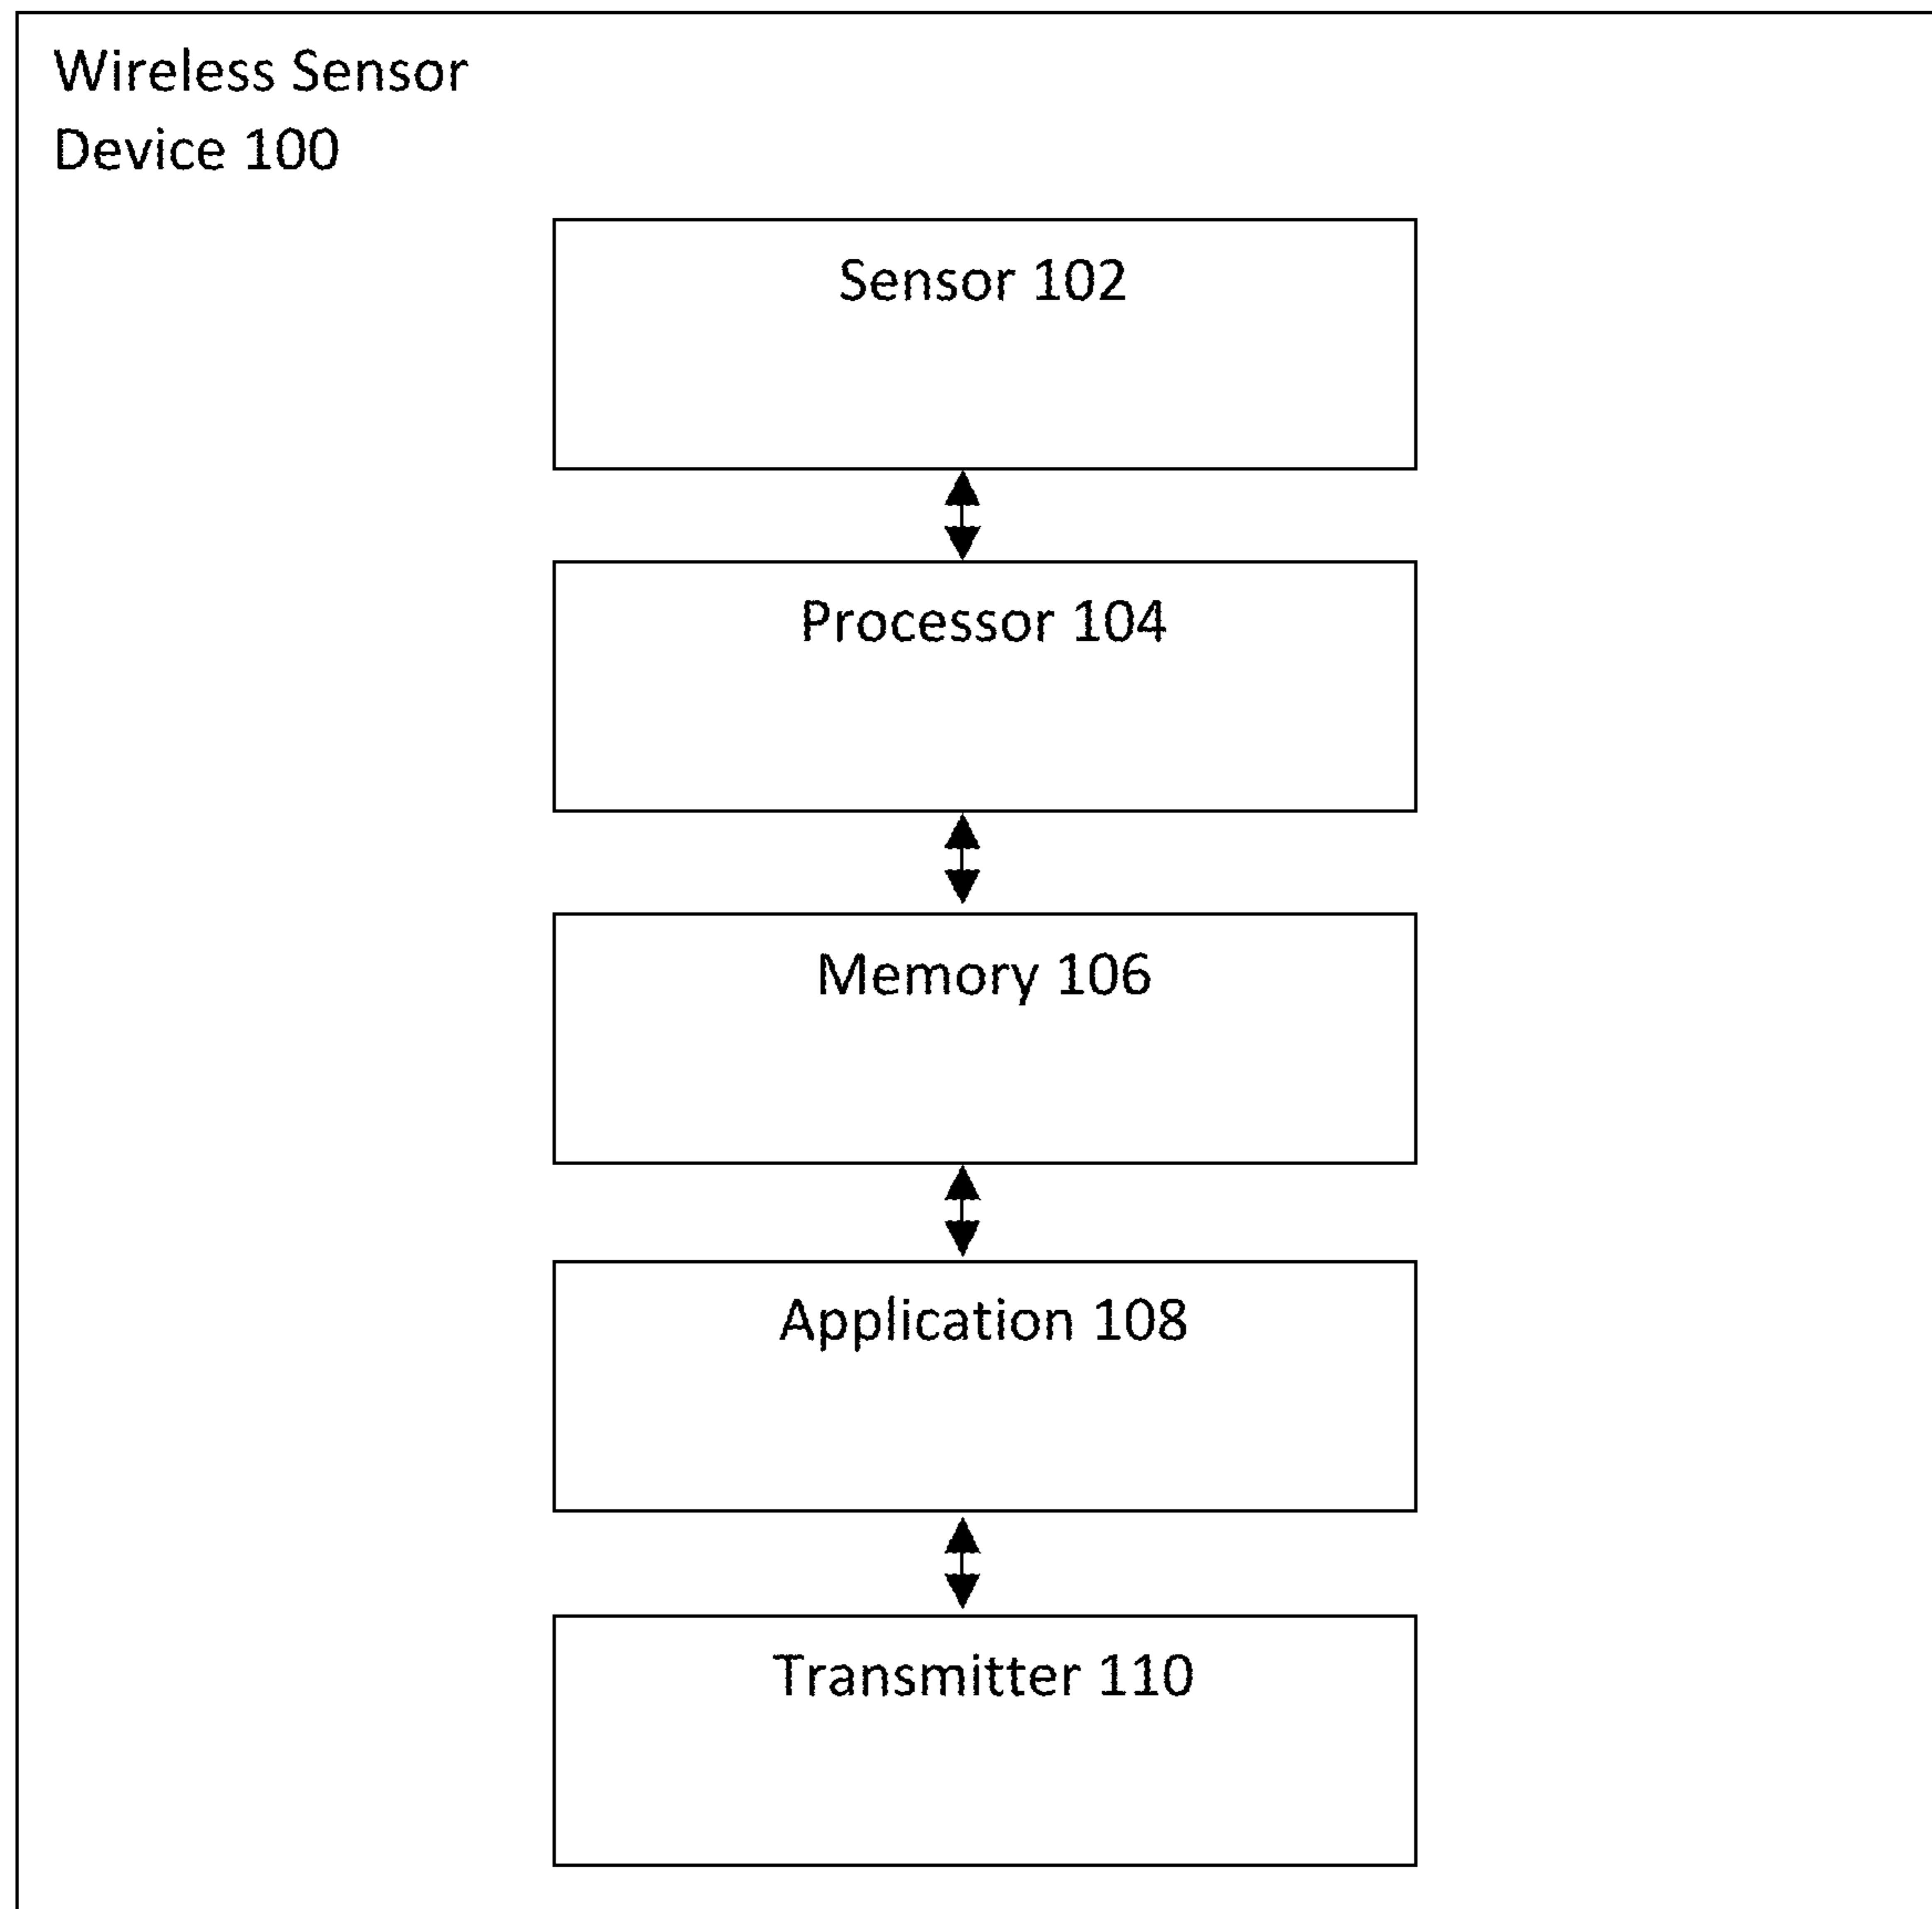 Wireless Sensor
Device 100
Sensor 102
Processor 104
Memory 106
Application 108
Transmitter 110